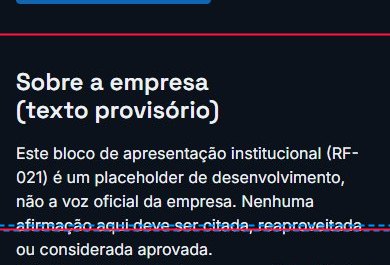 Sobre a empresa
(texto provisório)
Este bloco de apresentação institucional (RF-
021) é um placeholder de desenvolvimento,
não a voz oficial da empresa. Nenhuma
afirmação aqui deve ser citada, reaproveitada
ou considerada aprovada.